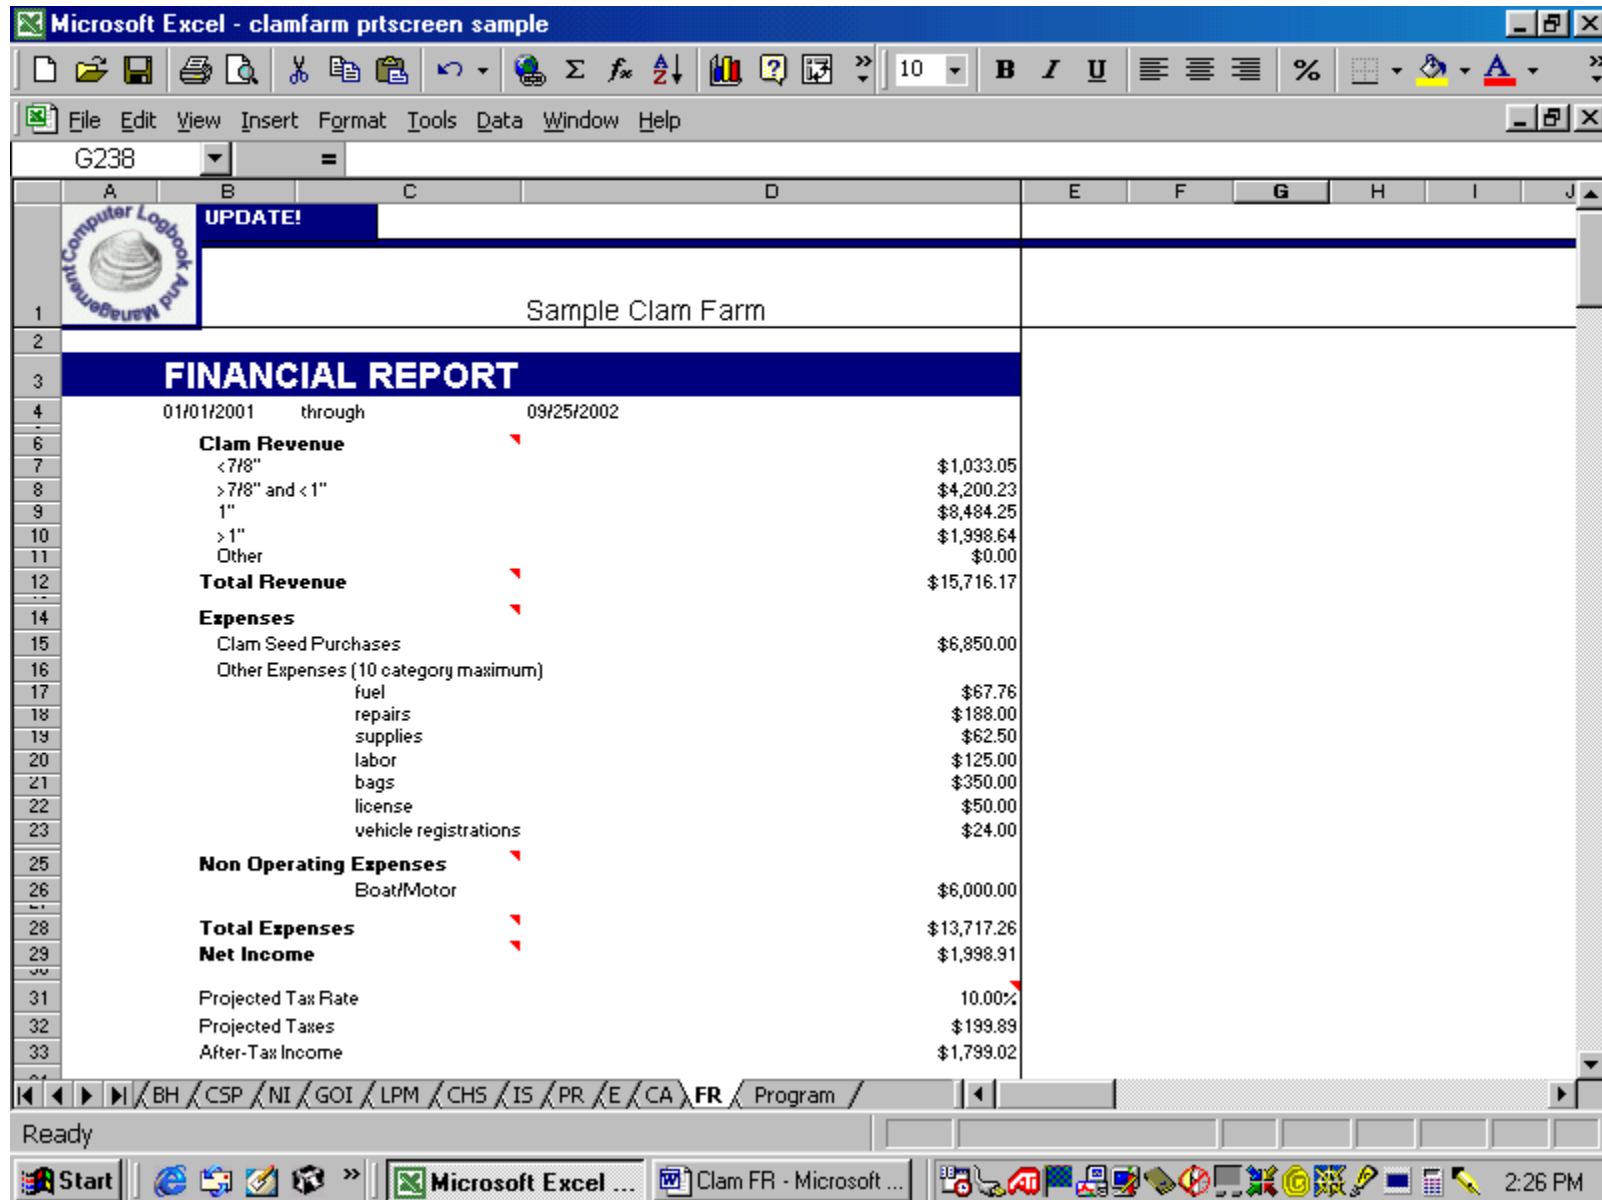 Microsoft Excel - clamfarm prtscreen sample
10 B I U %
File Edit View Insert Format Tools Data Window Help
G238 =
A B C D E F G H I J
Computer Logbook And Management
UPDATE!
1 Sample Clam Farm
2
3 FINANCIAL REPORT
4 01/01/2001 through 09/25/2002
6 Clam Revenue
7 <7/8" $1,033.05
8 >7/8" and <1" $4,200.23
9 1" $8,484.25
10 >1" $1,998.64
11 Other $0.00
12 Total Revenue $15,716.17
14 Expenses
15 Clam Seed Purchases $6,850.00
16 Other Expenses (10 category maximum)
17 fuel $67.76
18 repairs $188.00
19 supplies $62.50
20 labor $125.00
21 bags $350.00
22 license $50.00
23 vehicle registrations $24.00
25 Non Operating Expenses
26 Boat/Motor $6,000.00
28 Total Expenses $13,717.26
29 Net Income $1,998.91
31 Projected Tax Rate 10.00%
32 Projected Taxes $199.89
33 After-Tax Income $1,799.02
BH CSP NI GOI LPM CHS IS PR E CA FR Program
Ready
Start Microsoft Excel ... Clam FR - Microsoft ... 2:26 PM